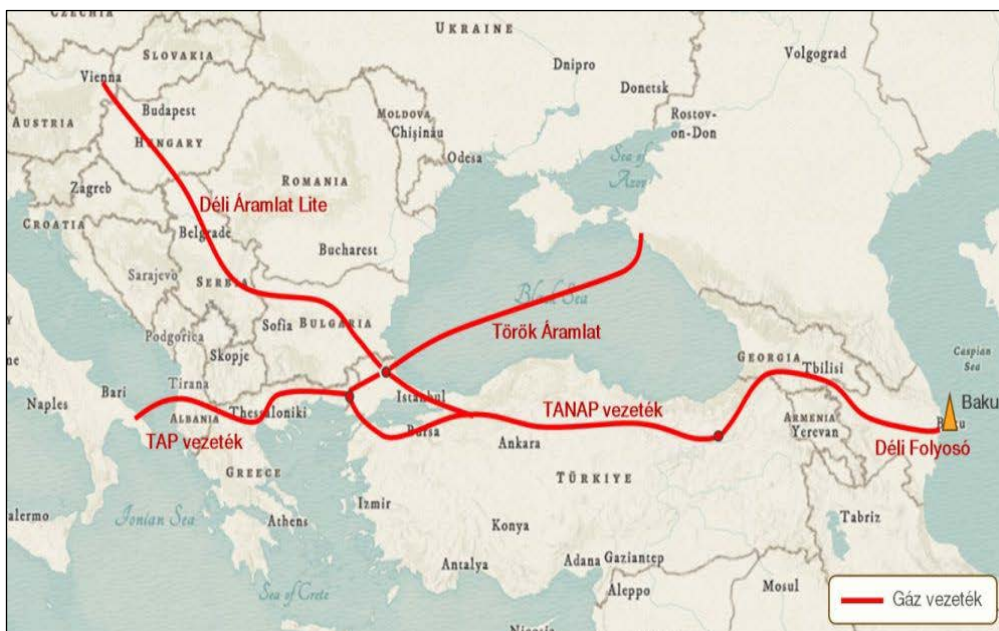 CZECHIA
UKRAINE
SLOVAKIA
Volgograd
Dnipro
Vienna
Donetsk
Budapest
MOLDOVA
Rostov-
on-Don
AUSTRIA
Chișinău
HUNGARY
Odesa
Sea of
Azov
ROMANIA
Zagreb
Déli Áramlat Lite
CROATIA
Belgrade
Bucharest
Sarajevo
SERBIA
Black Sea
Sofia
BULGARIA
Török Áramlat
Podgorica
Skopje
GEORGIA
Tbilisi
Caspian
Sea
Bari
Tirana
Istanbul
Naples
ALBANIA
Thessaloniki
TANAP vezeték
ARMENIA
Baku
TAP vezeték
Bursa
Ankara
Yerevan
Déli Folyosó
GREECE
TÜRKIYE
Izmir
Ionian Sea
Athens
Konya
Tabriz
Antalya
Adana
Gaziantep
Sea of Crete
Aleppo
Mosul
Gáz vezeték